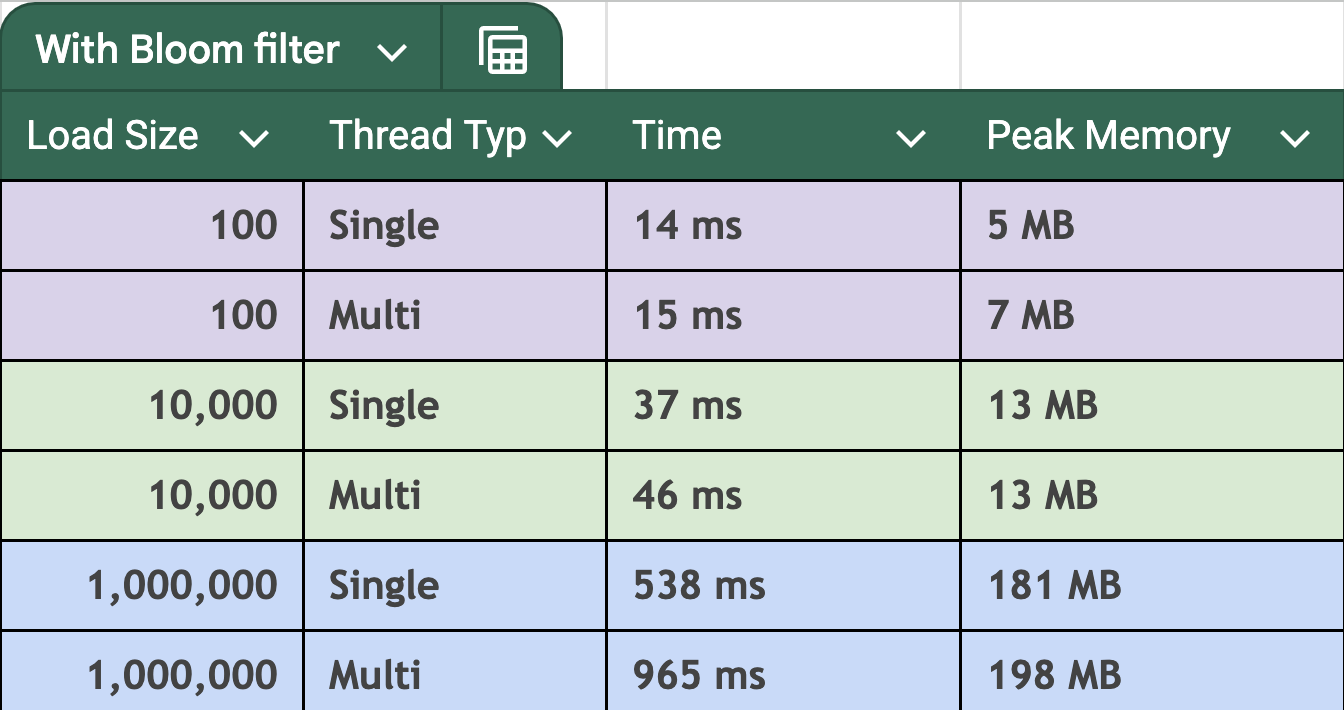 With Bloom filter
Load Size Thread Typ Time Peak Memory
100 Single 14 ms 5 MB
100 Multi 15 ms 7 MB
10,000 Single 37 ms 13 MB
10,000 Multi 46 ms 13 MB
1,000,000 Single 538 ms 181 MB
1,000,000 Multi 965 ms 198 MB